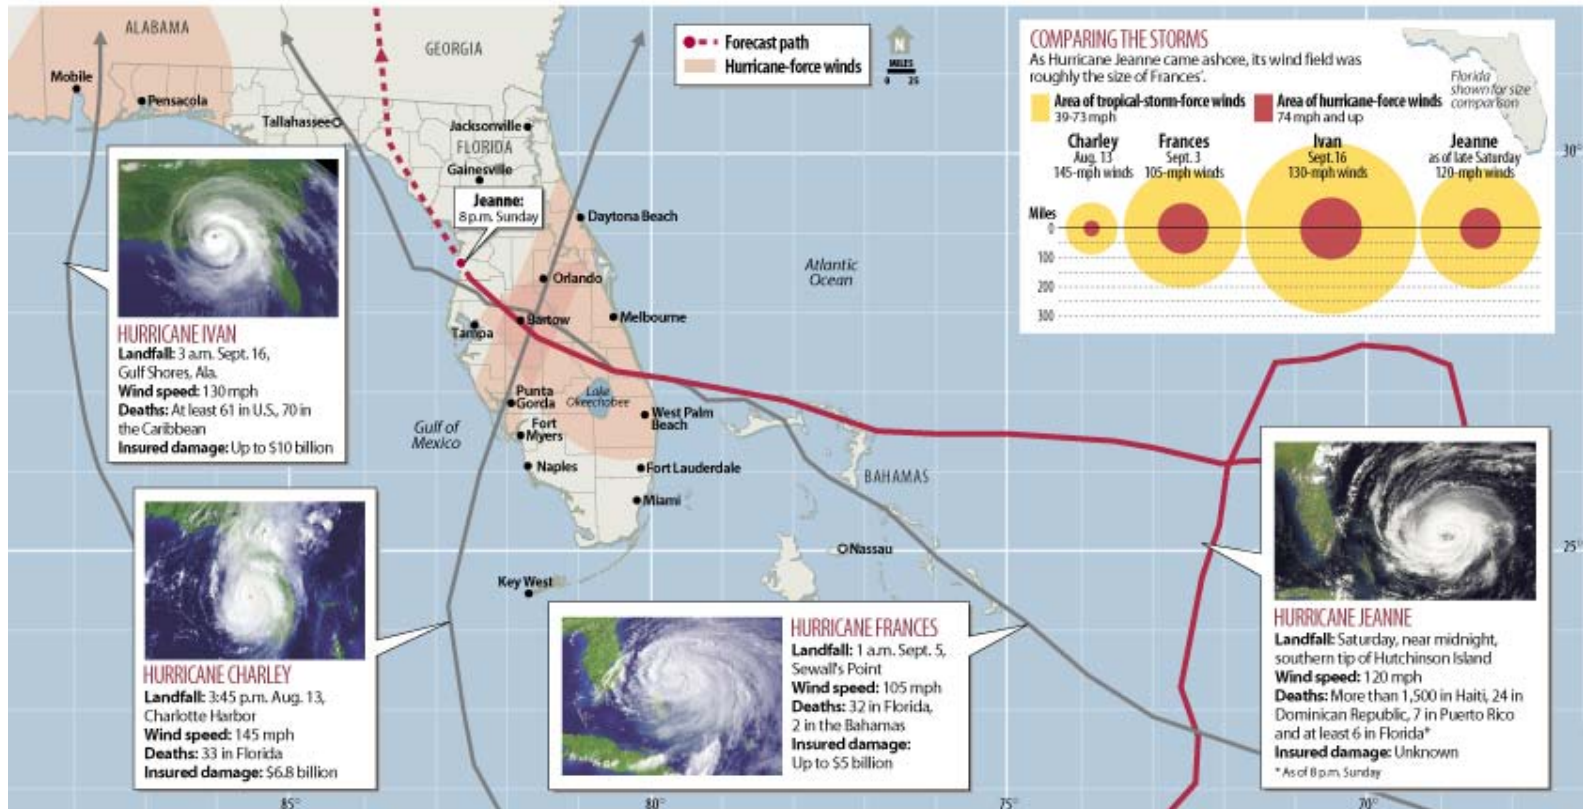 ALABAMA
GEORGIA
Mobile
Pensacola
Tallahassee
Jacksonville
FLORIDA
Gainesville
Jeanne:
8 p.m. Sunday
Daytona Beach
Orlando
Tampa
Bartow
Melbourne
Punta
Gorda
Lake
Okeechobee
Fort
Myers
West Palm
Beach
Naples
Fort Lauderdale
Miami
Key West
Gulf of
Mexico
Atlantic
Ocean
BAHAMAS
Nassau
Forecast path
Hurricane-force winds
N
MILES
0 25
COMPARING THE STORMS
As Hurricane Jeanne came ashore, its wind field was
roughly the size of Frances'.
Florida
shown for size
comparison
Area of tropical-storm-force winds
39-73 mph
Area of hurricane-force winds
74 mph and up
Charley
Aug. 13
145-mph winds
Frances
Sept. 3
105-mph winds
Ivan
Sept. 16
130-mph winds
Jeanne
as of late Saturday
120-mph winds
Miles
0
100
200
300
HURRICANE IVAN
Landfall: 3 a.m. Sept. 16,
Gulf Shores, Ala.
Wind speed: 130 mph
Deaths: At least 61 in U.S., 70 in
the Caribbean
Insured damage: Up to $10 billion
HURRICANE CHARLEY
Landfall: 3:45 p.m. Aug. 13,
Charlotte Harbor
Wind speed: 145 mph
Deaths: 33 in Florida
Insured damage: $6.8 billion
HURRICANE FRANCES
Landfall: 1 a.m. Sept. 5,
Sewall's Point
Wind speed: 105 mph
Deaths: 32 in Florida,
2 in the Bahamas
Insured damage:
Up to $5 billion
HURRICANE JEANNE
Landfall: Saturday, near midnight,
southern tip of Hutchinson Island
Wind speed: 120 mph
Deaths: More than 1,500 in Haiti, 24 in
Dominican Republic, 7 in Puerto Rico
and at least 6 in Florida*
Insured damage: Unknown
* As of 8 p.m. Sunday
30°
25°
85°
80°
75°
70°